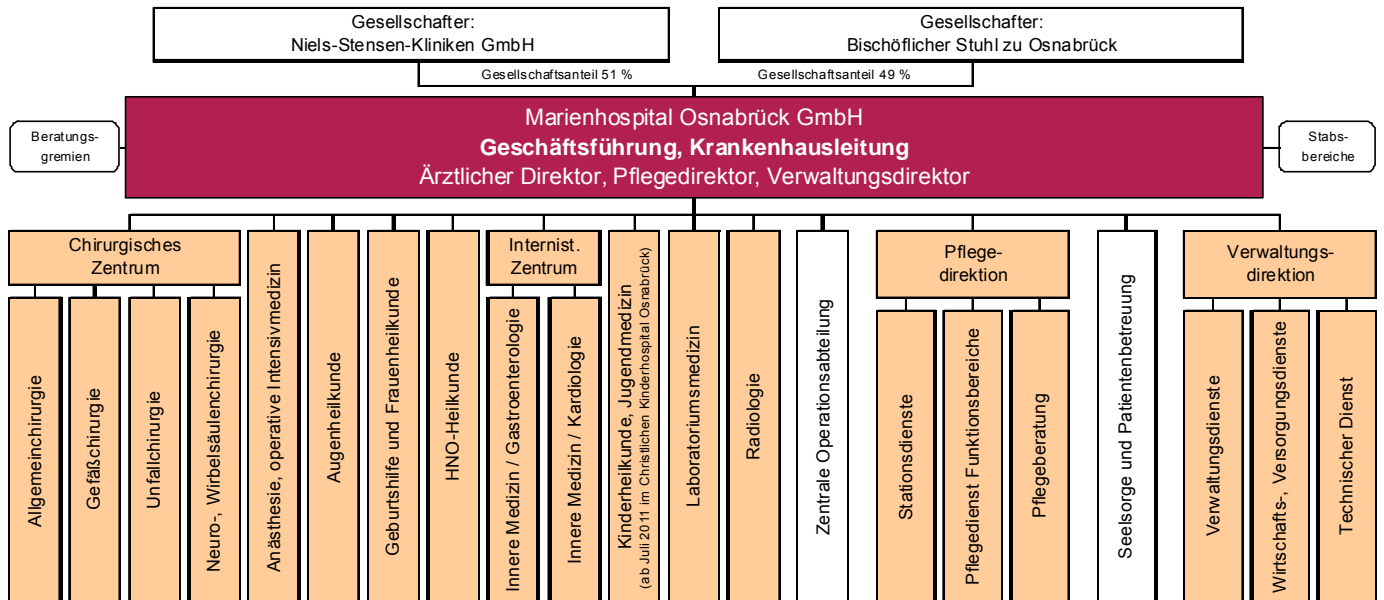 Gesellschafter:
Niels-Stensen-Kliniken GmbH
Gesellschafter:
Bischöflicher Stuhl zu Osnabrück
Gesellschaftsanteil 51 %
Gesellschaftsanteil 49 %
Beratungs-
gremien
Marienhospital Osnabrück GmbH
Geschäftsführung, Krankenhausleitung
Ärztlicher Direktor, Pflegedirektor, Verwaltungsdirektor
Stabs-
bereiche
Chirurgisches
Zentrum
Allgemeinchirurgie
Gefäßchirurgie
Unfallchirurgie
Neuro-, Wirbelsäulenchirurgie
Anästhesie, operative Intensivmedizin
Augenheilkunde
Geburtshilfe und Frauenheilkunde
HNO-Heilkunde
Internist.
Zentrum
Innere Medizin / Gastroenterologie
Innere Medizin / Kardiologie
Kinderheilkunde, Jugendmedizin
(ab Juli 2011 im Christlichen Kinderhospital Osnabrück)
Laboratoriumsmedizin
Radiologie
Zentrale Operationsabteilung
Pflege-
direktion
Stationsdienste
Pflegedienst Funktionsbereiche
Pflegeberatung
Seelsorge und Patientenbetreuung
Verwaltungs-
direktion
Verwaltungsdienste
Wirtschafts-, Versorgungsdienste
Technischer Dienst